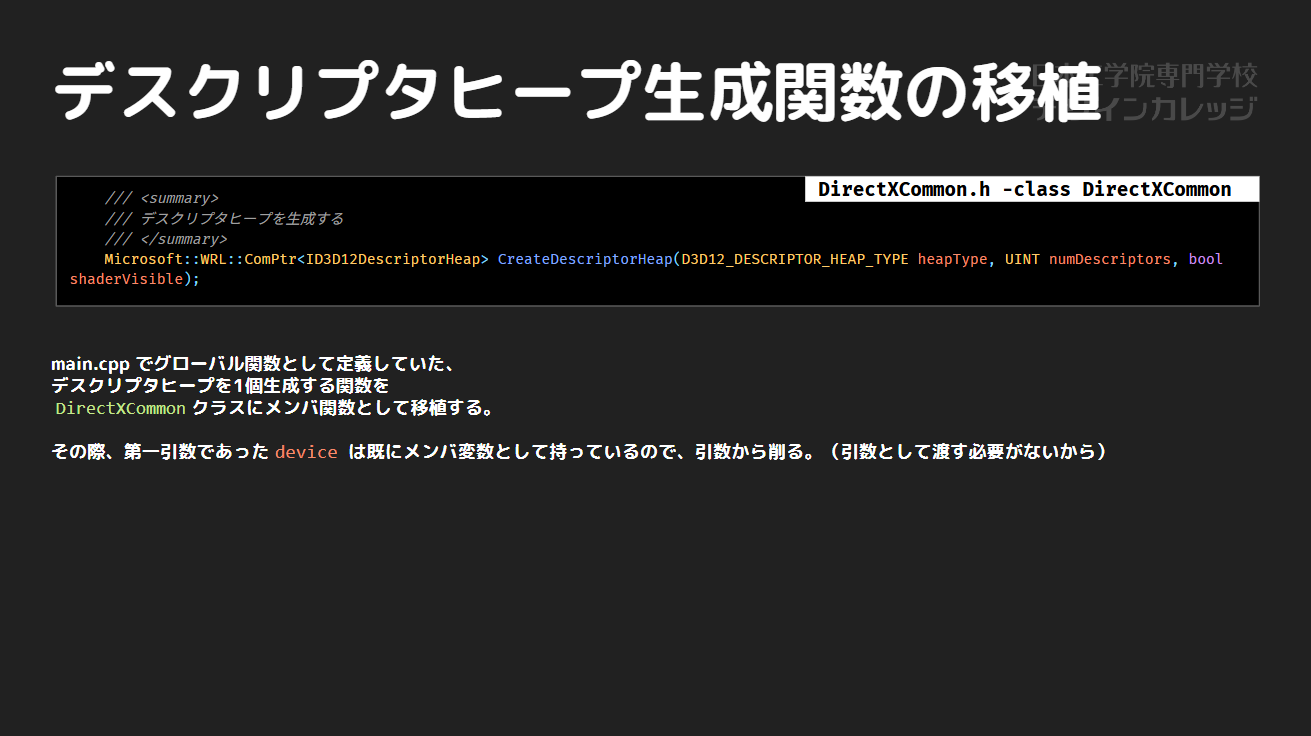 デスクリプタヒープ生成関数の移植
学院専門学校
インカレッジ
DirectXCommon.h -class DirectXCommon
/// <summary>
/// デスクリプタヒープを生成する
/// </summary>
Microsoft::WRL::ComPtr<ID3D12DescriptorHeap> CreateDescriptorHeap(D3D12_DESCRIPTOR_HEAP_TYPE heapType, UINT numDescriptors, bool
shaderVisible);
main.cpp でグローバル関数として定義していた、
デスクリプタヒープを1個生成する関数を
DirectXCommon クラスにメンバ関数として移植する。
その際、第一引数であった device は既にメンバ変数として持っているので、引数から削る。（引数として渡す必要がないから）